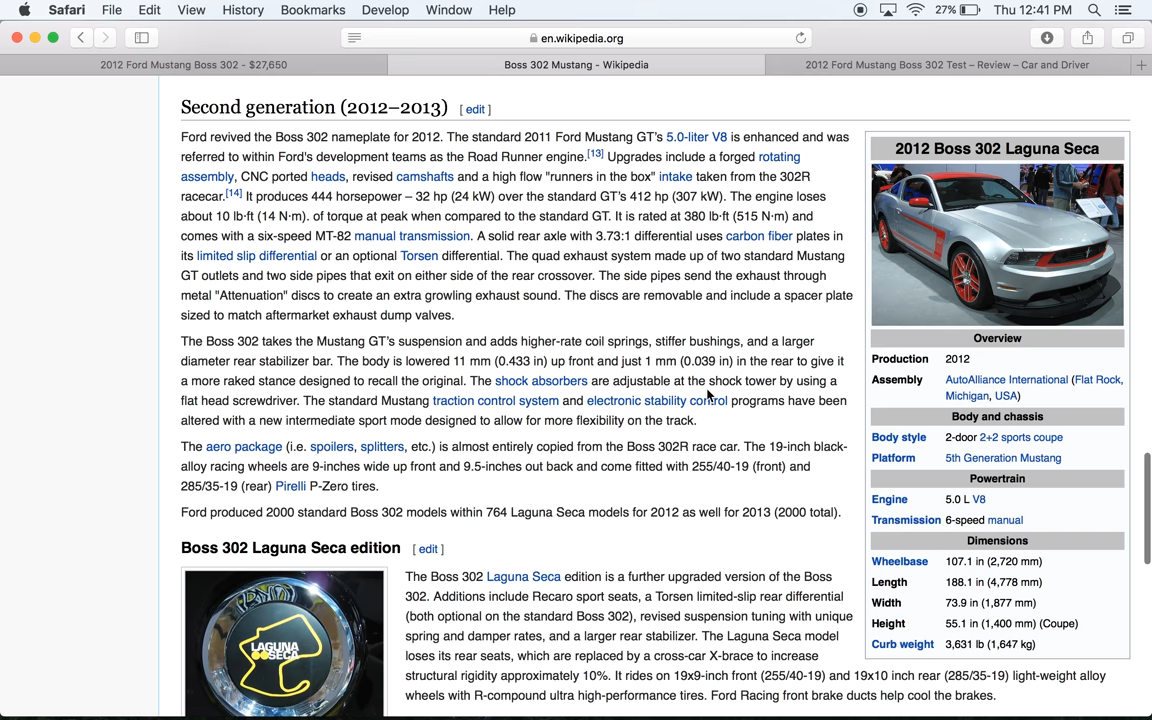 Safari File Edit View History Bookmarks Develop Window Help 27% Thu 12:41 PM
en.wikipedia.org
2012 Ford Mustang Boss 302 - $27,650
Boss 302 Mustang - Wikipedia
2012 Ford Mustang Boss 302 Test – Review – Car and Driver
Second generation (2012–2013) [ edit ]
Ford revived the Boss 302 nameplate for 2012. The standard 2011 Ford Mustang GT's 5.0-liter V8 is enhanced and was
referred to within Ford's development teams as the Road Runner engine.[13] Upgrades include a forged rotating
assembly, CNC ported heads, revised camshafts and a high flow "runners in the box" intake taken from the 302R
racecar.[14] It produces 444 horsepower – 32 hp (24 kW) over the standard GT's 412 hp (307 kW). The engine loses
about 10 lb·ft (14 N·m). of torque at peak when compared to the standard GT. It is rated at 380 lb·ft (515 N·m) and
comes with a six-speed MT-82 manual transmission. A solid rear axle with 3.73:1 differential uses carbon fiber plates in
its limited slip differential or an optional Torsen differential. The quad exhaust system made up of two standard Mustang
GT outlets and two side pipes that exit on either side of the rear crossover. The side pipes send the exhaust through
metal "Attenuation" discs to create an extra growling exhaust sound. The discs are removable and include a spacer plate
sized to match aftermarket exhaust dump valves.
The Boss 302 takes the Mustang GT's suspension and adds higher-rate coil springs, stiffer bushings, and a larger
diameter rear stabilizer bar. The body is lowered 11 mm (0.433 in) up front and just 1 mm (0.039 in) in the rear to give it
a more raked stance designed to recall the original. The shock absorbers are adjustable at the shock tower by using a
flat head screwdriver. The standard Mustang traction control system and electronic stability control programs have been
altered with a new intermediate sport mode designed to allow for more flexibility on the track.
The aero package (i.e. spoilers, splitters, etc.) is almost entirely copied from the Boss 302R race car. The 19-inch black-
alloy racing wheels are 9-inches wide up front and 9.5-inches out back and come fitted with 255/40-19 (front) and
285/35-19 (rear) Pirelli P-Zero tires.
Ford produced 2000 standard Boss 302 models within 764 Laguna Seca models for 2012 as well for 2013 (2000 total).
2012 Boss 302 Laguna Seca
Overview
Production 2012
Assembly AutoAlliance International (Flat Rock,
Michigan, USA)
Body and chassis
Body style 2-door 2+2 sports coupe
Platform 5th Generation Mustang
Powertrain
Engine 5.0 L V8
Transmission 6-speed manual
Dimensions
Wheelbase 107.1 in (2,720 mm)
Length 188.1 in (4,778 mm)
Width 73.9 in (1,877 mm)
Height 55.1 in (1,400 mm) (Coupe)
Curb weight 3,631 lb (1,647 kg)
Boss 302 Laguna Seca edition [ edit ]
LAGUNA
SECA
The Boss 302 Laguna Seca edition is a further upgraded version of the Boss
302. Additions include Recaro sport seats, a Torsen limited-slip rear differential
(both optional on the standard Boss 302), revised suspension tuning with unique
spring and damper rates, and a larger rear stabilizer. The Laguna Seca model
loses its rear seats, which are replaced by a cross-car X-brace to increase
structural rigidity approximately 10%. It rides on 19x9-inch front (255/40-19) and 19x10 inch rear (285/35-19) light-weight alloy
wheels with R-compound ultra high-performance tires. Ford Racing front brake ducts help cool the brakes.